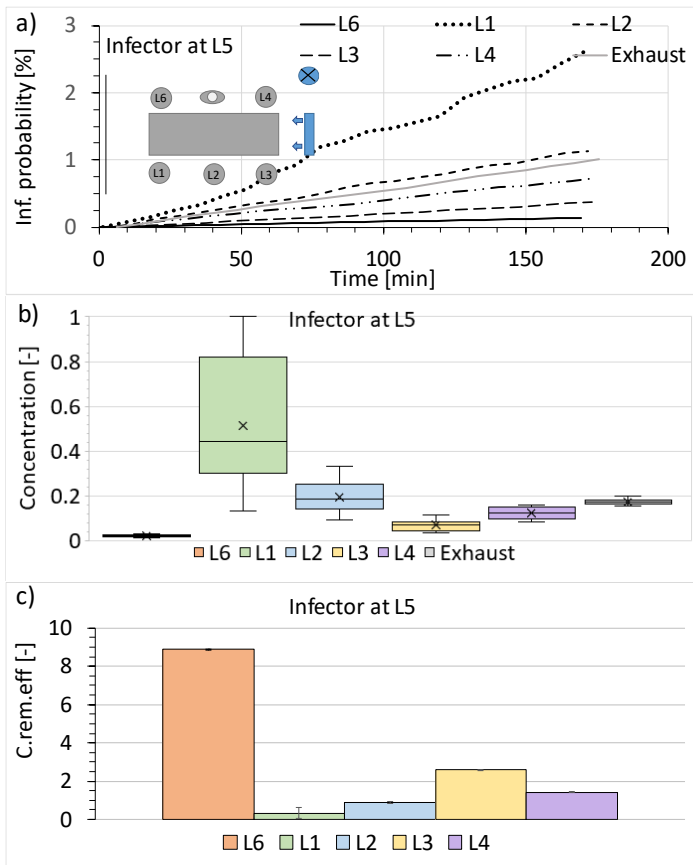 a)
Infector at L5
L6 L1 L2
L3 L4 Exhaust
Inf. probability [%]
3
2
1
0
L6 L4
L1 L2 L3
0 50 100 150 200
Time [min]
b)
Infector at L5
Concentration [-]
1
0.8
0.6
0.4
0.2
0
L6 L1 L2 L3 L4 Exhaust
c)
Infector at L5
C.rem.eff [-]
10
8
6
4
2
0
L6 L1 L2 L3 L4